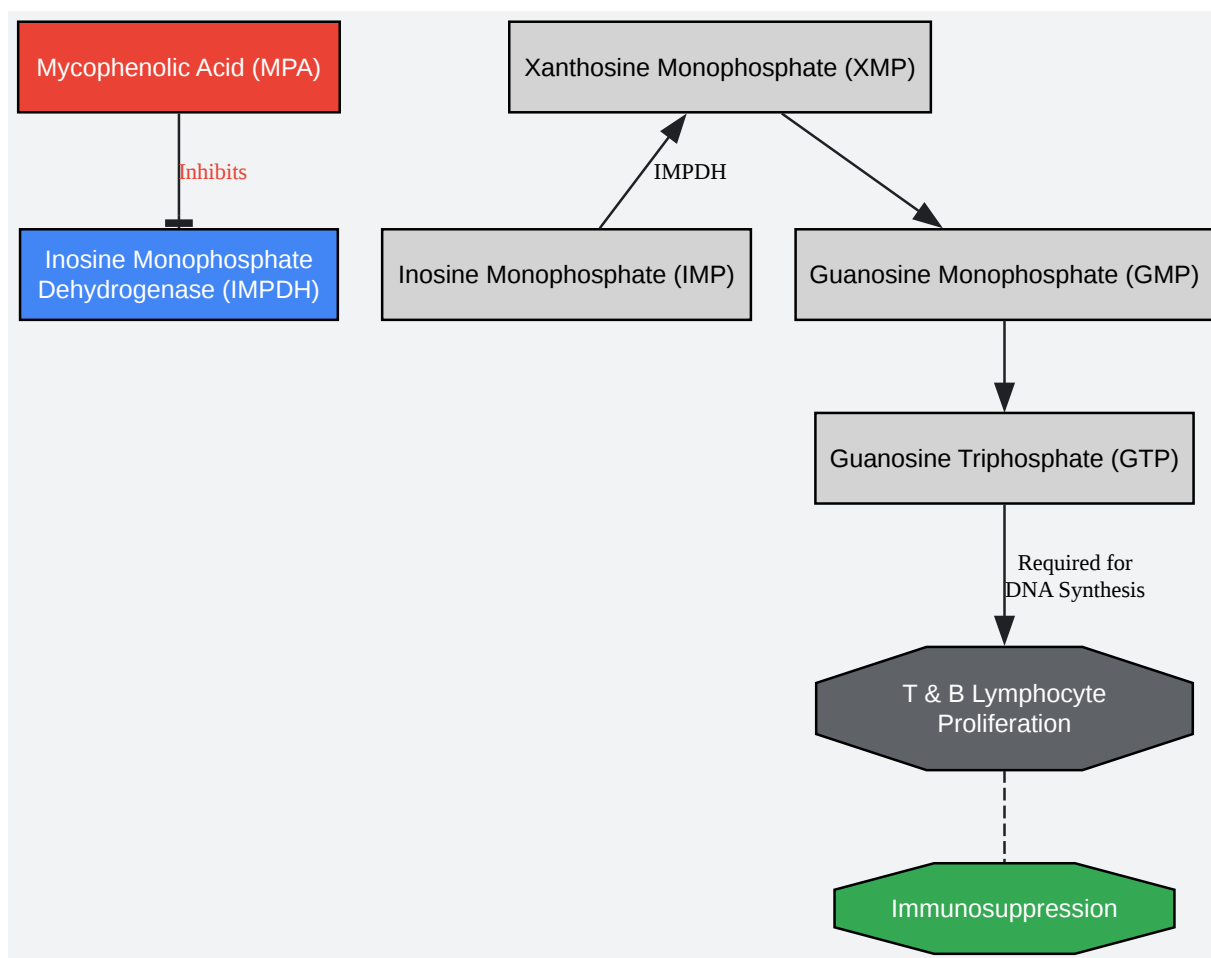 Mycophenolic Acid (MPA)
Xanthosine Monophosphate (XMP)
Inhibits
IMPDH
Inosine Monophosphate
Dehydrogenase (IMPDH)
Inosine Monophosphate (IMP)
Guanosine Monophosphate (GMP)
Guanosine Triphosphate (GTP)
Required for
DNA Synthesis
T & B Lymphocyte
Proliferation
Immunosuppression